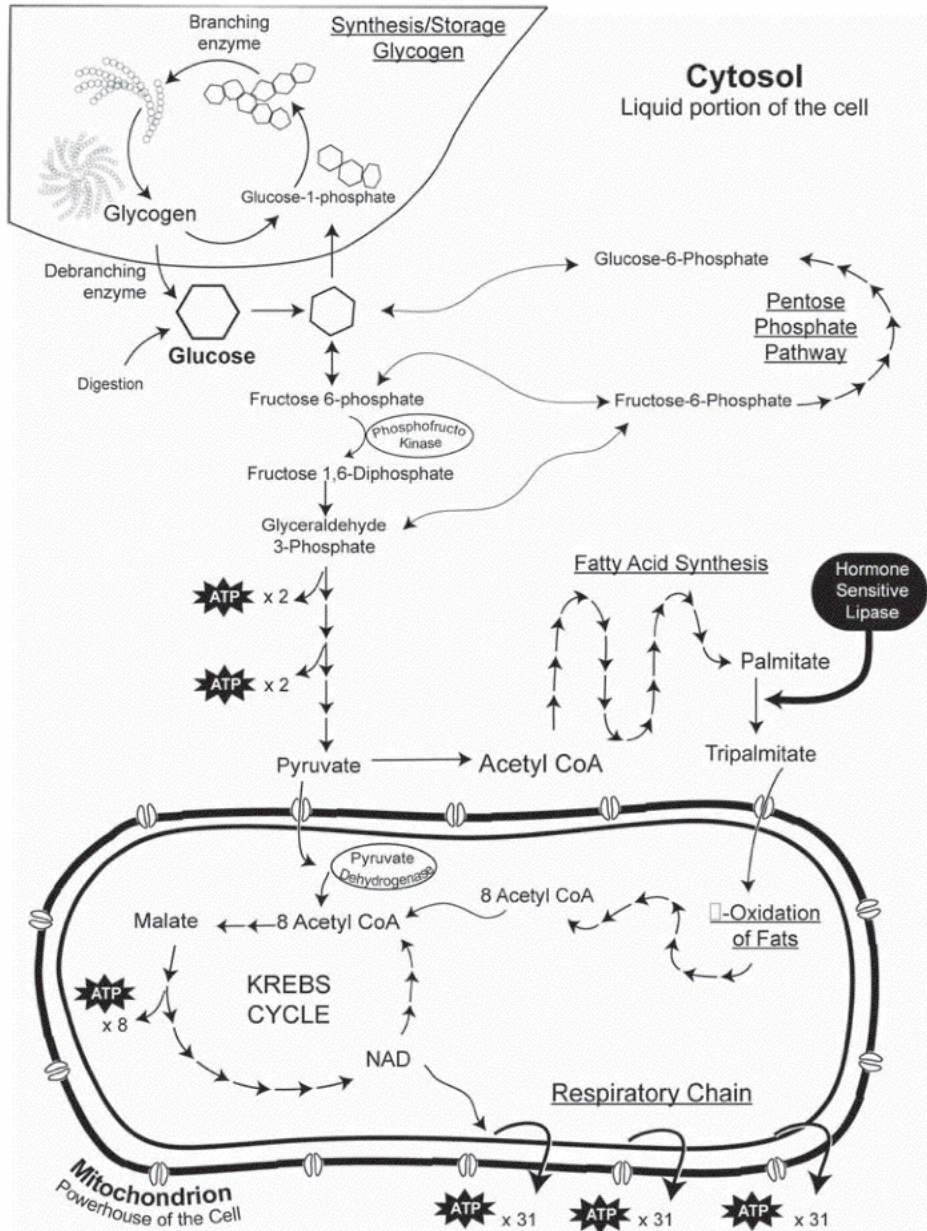 Branching
enzyme
Synthesis/Storage
Glycogen
Cytosol
Liquid portion of the cell
Glucose-1-phosphate
Glycogen
Debranching
enzyme
Glucose
Digestion
Glucose-6-Phosphate
Pentose
Phosphate
Pathway
Fructose 6-phosphate
Fructose-6-Phosphate
Phosphofructo
Kinase
Fructose 1,6-Diphosphate
Glyceraldehyde
3-Phosphate
ATP x 2
ATP x 2
Fatty Acid Synthesis
Hormone
Sensitive
Lipase
Palmitate
Tripalmitate
Pyruvate
Acetyl CoA
Pyruvate
Dehydrogenase
8 Acetyl CoA
8 Acetyl CoA
Malate
-Oxidation
of Fats
KREBS
CYCLE
ATP
x 8
NAD
Respiratory Chain
Mitochondrion
Powerhouse of the Cell
ATP x 31
ATP x 31
ATP x 31